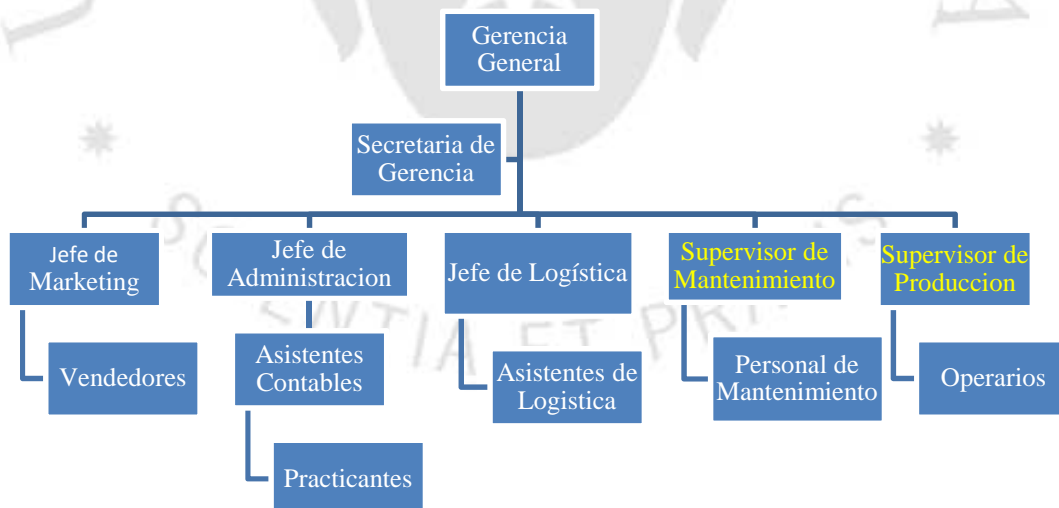 Gerencia
General
Secretaria de
Gerencia
Jefe de
Marketing
Jefe de
Administracion
Jefe de Logística
Supervisor de
Mantenimiento
Supervisor de
Produccion
Vendedores
Asistentes
Contables
Asistentes de
Logistica
Personal de
Mantenimiento
Operarios
Practicantes